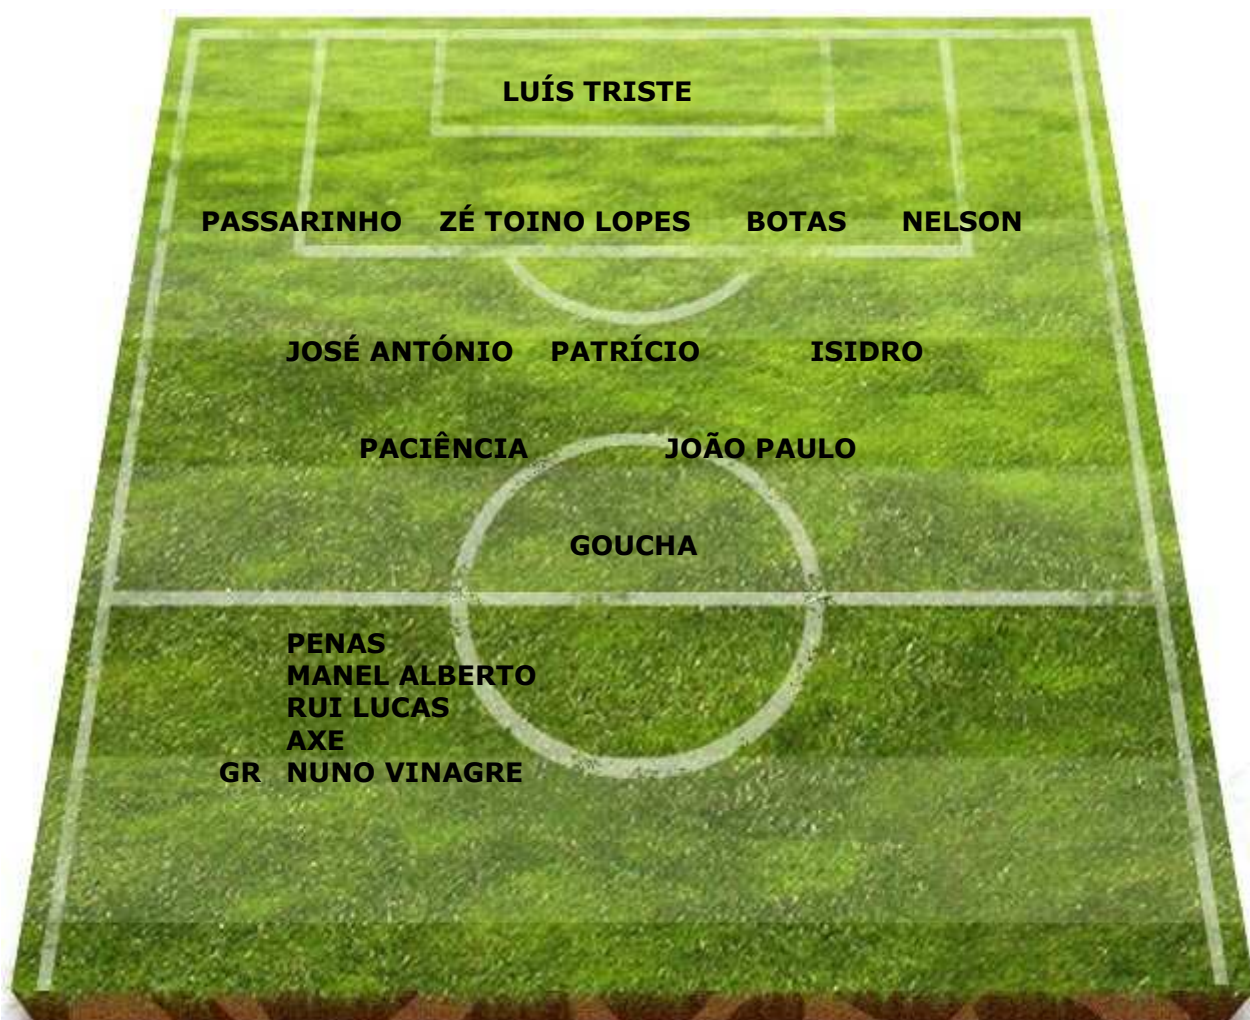 LUÍS TRISTE
PASSARINHO ZÉ TOINO LOPES BOTAS NELSON
JOSÉ ANTÓNIO PATRÍCIO ISIDRO
PACIÊNCIA JOÃO PAULO
GOUCHA
PENAS
MANEL ALBERTO
RUI LUCAS
AXE
GR NUNO VINAGRE